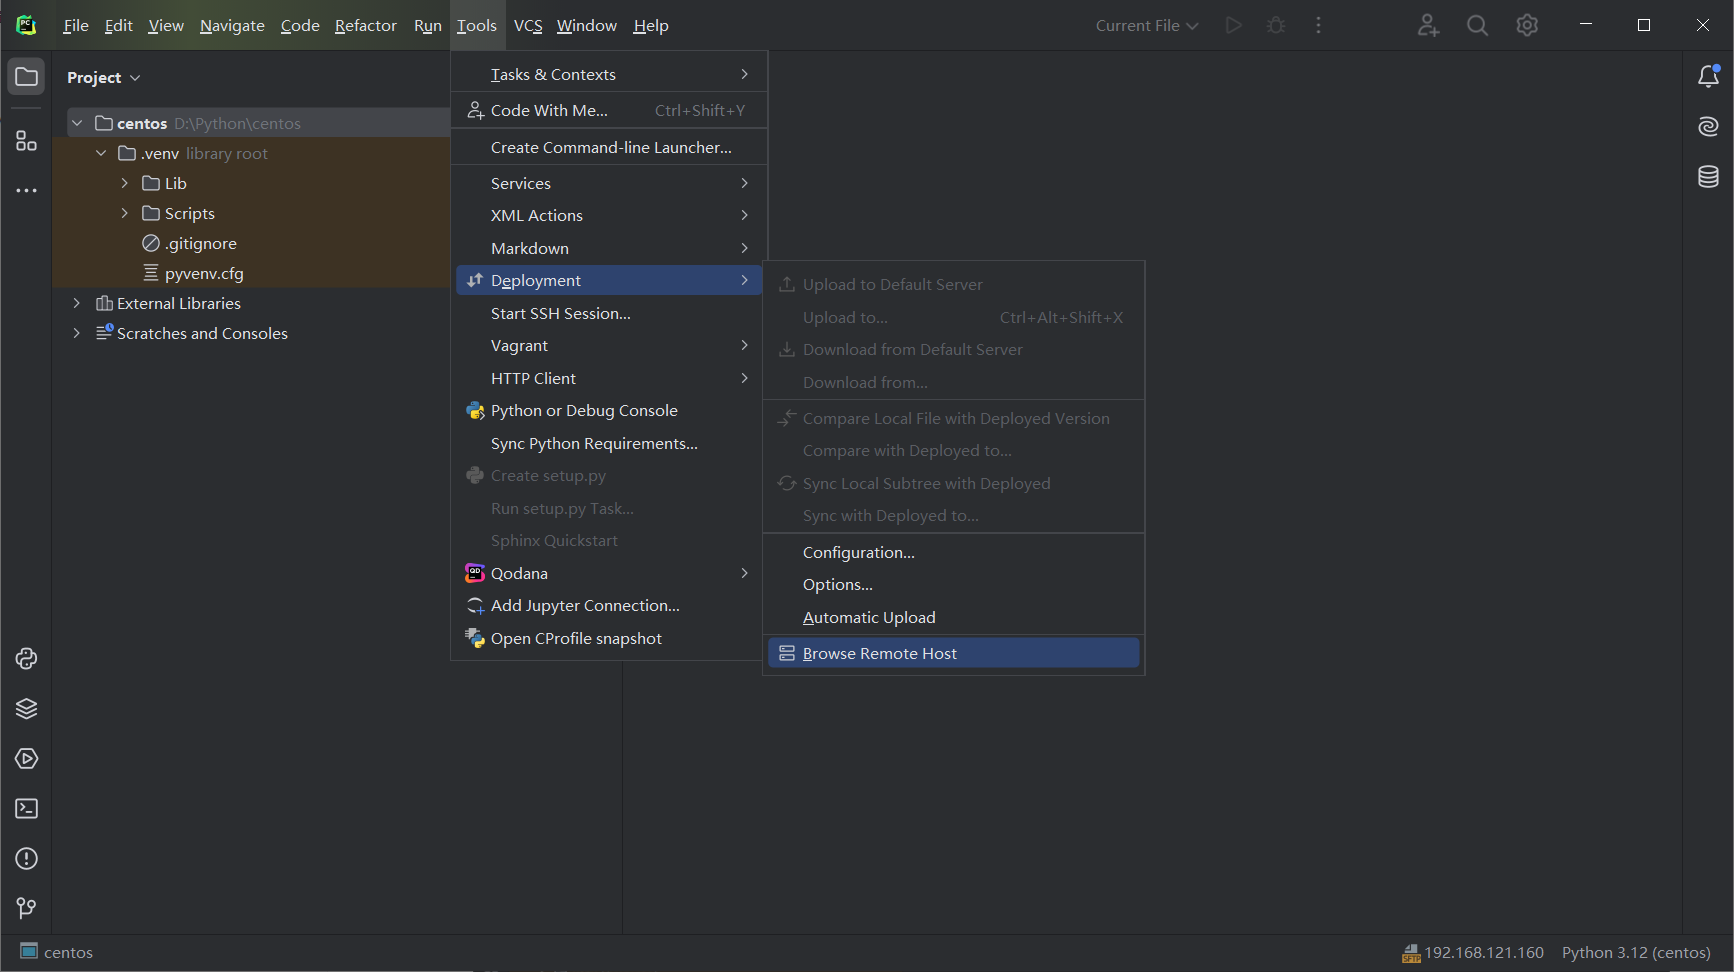 File Edit View Navigate Code Refactor Run Tools VCS Window Help Current File
Project
centos D:\Python\centos
.venv library root
Lib
Scripts
.gitignore
pyvenv.cfg
External Libraries
Scratches and Consoles
Tasks & Contexts
Code With Me... Ctrl+Shift+Y
Create Command-line Launcher...
Services
XML Actions
Markdown
Deployment
Start SSH Session...
Vagrant
HTTP Client
Python or Debug Console
Sync Python Requirements...
Create setup.py
Run setup.py Task...
Sphinx Quickstart
Qodana
Add Jupyter Connection...
Open CProfile snapshot
Upload to Default Server
Upload to... Ctrl+Alt+Shift+X
Download from Default Server
Download from...
Compare Local File with Deployed Version
Compare with Deployed to...
Sync Local Subtree with Deployed
Sync with Deployed to...
Configuration...
Options...
Automatic Upload
Browse Remote Host
centos
SFTP 192.168.121.160 Python 3.12 (centos)